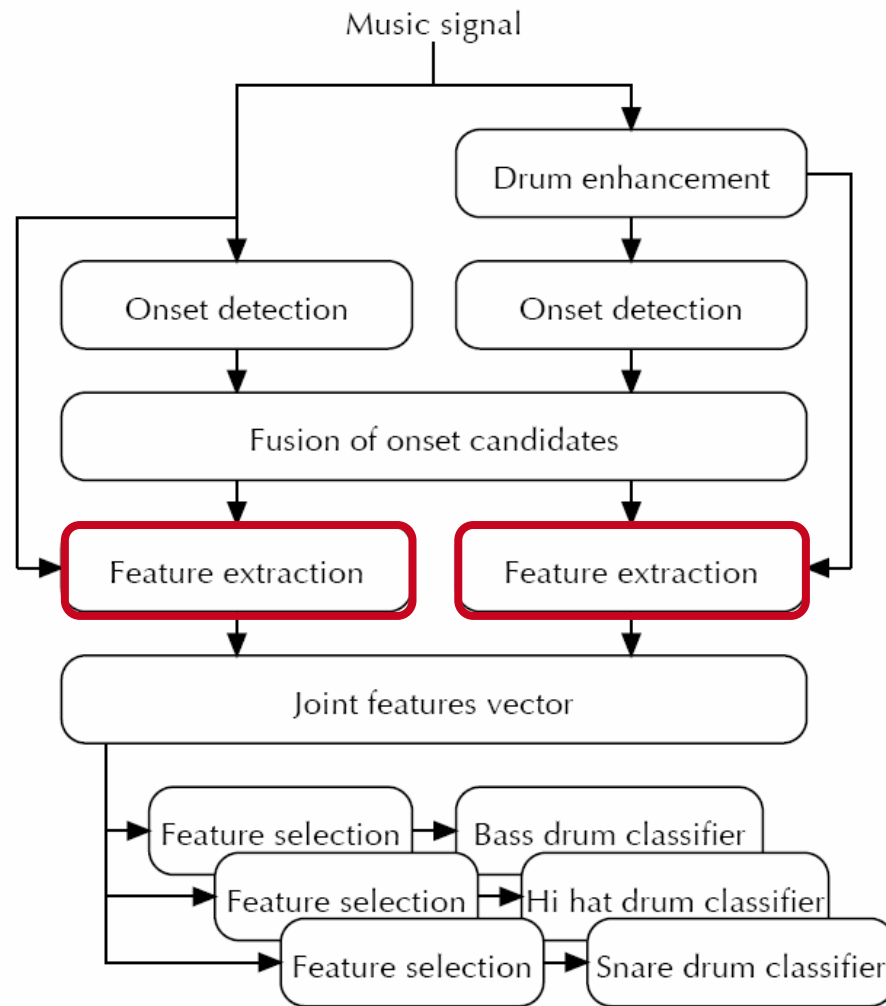 Music signal
Drum enhancement
Onset detection
Onset detection
Fusion of onset candidates
Feature extraction
Feature extraction
Joint features vector
Feature selection
Bass drum classifier
Feature selection
Hi hat drum classifier
Feature selection
Snare drum classifier